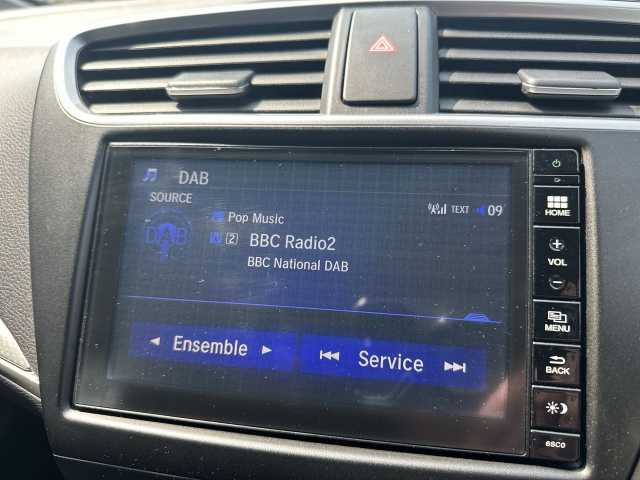 DAB
SOURCE
TEXT 09
DAB
Pop Music
[2] BBC Radio2
BBC National DAB
Ensemble
Service
HOME
+
VOL
−
MENU
BACK
esco